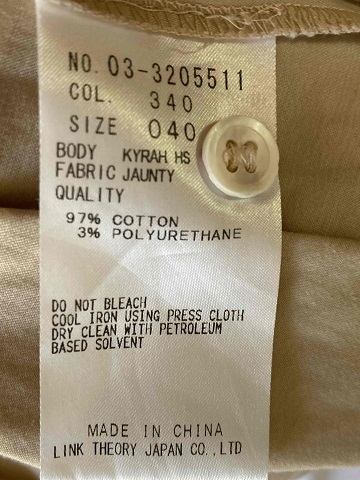 NO. 03-3205511
COL. 340
SIZE 040
BODY KYRAH HS
FABRIC JAUNTY
QUALITY
97% COTTON
3% POLYURETHANE
DO NOT BLEACH
COOL IRON USING PRESS CLOTH
DRY CLEAN WITH PETROLEUM
BASED SOLVENT
MADE IN CHINA
LINK THEORY JAPAN CO.,LTD